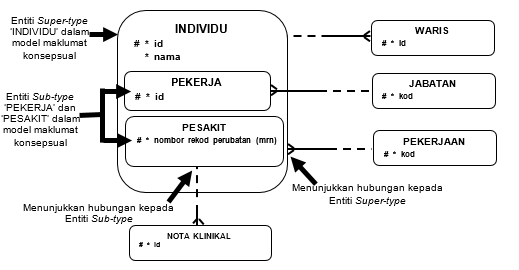 Entiti Super-type
'INDIVIDU' dalam
model maklumat
konsepsual
INDIVIDU
# * id
* nama
WARIS
# * id
Entiti Sub-type
'PEKERJA' dan
'PESAKIT' dalam
model maklumat
konsepsual
PEKERJA
# * id
JABATAN
# * kod
PESAKIT
# * nombor rekod perubatan (mrn)
PEKERJAAN
# * kod
Menunjukkan hubungan kepada
Entiti Super-type
Menunjukkan hubungan kepada
Entiti Sub-type
NOTA KLINIKAL
# * id